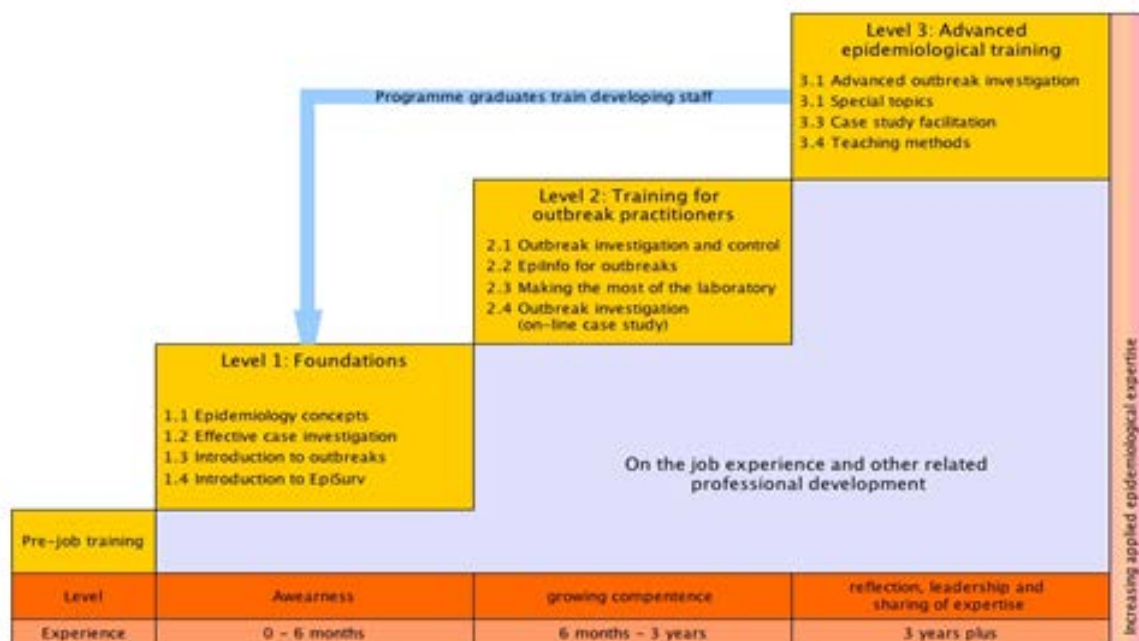 Level 3: Advanced
epidemiological training
3.1 Advanced outbreak investigation
3.1 Special topics
3.3 Case study facilitation
3.4 Teaching methods
Programme graduates train developing staff
Level 2: Training for
outbreak practitioners
2.1 Outbreak investigation and control
2.2 EpiInfo for outbreaks
2.3 Making the most of the laboratory
2.4 Outbreak investigation
(on-line case study)
Level 1: Foundations
1.1 Epidemiology concepts
1.2 Effective case investigation
1.3 Introduction to outbreaks
1.4 Introduction to EpiSurv
On the job experience and other related
professional development
Pre-job training
Level
Awearness
growing compentence
reflection, leadership and
sharing of expertise
Experience
0 - 6 months
6 months - 3 years
3 years plus
Increasing applied epidemiological expertise